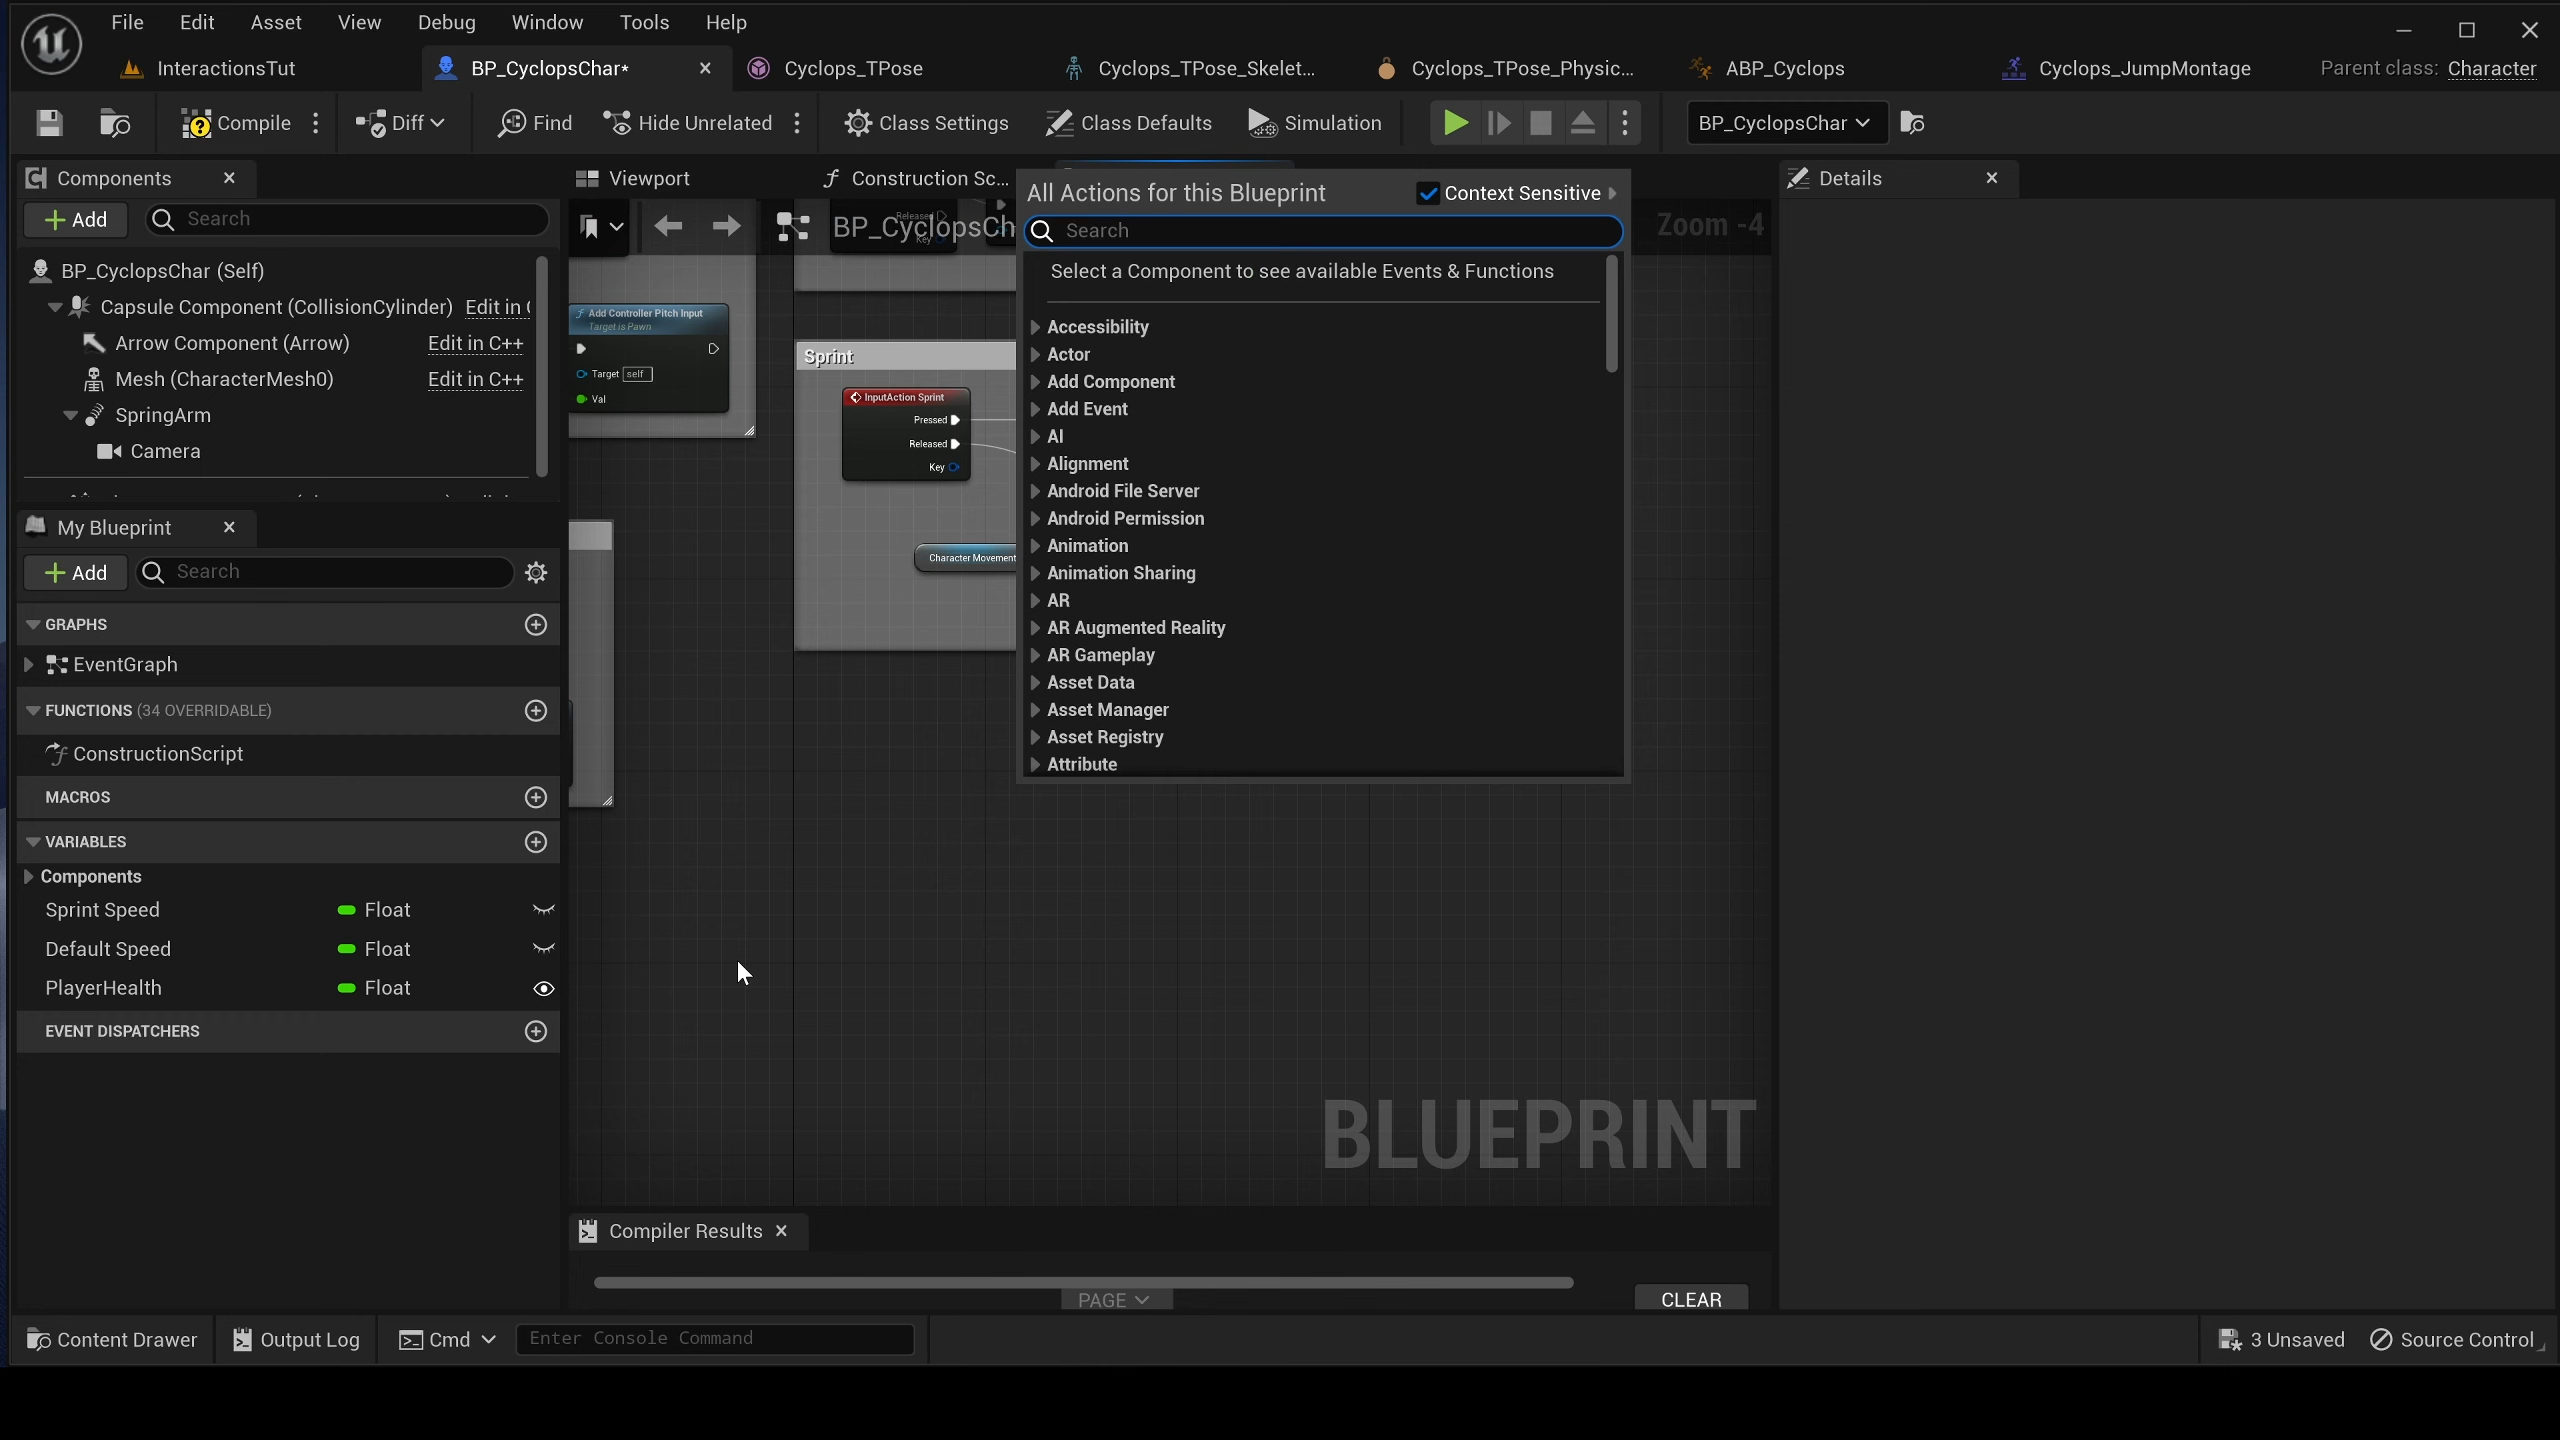 File Edit Asset View Debug Window Tools Help
InteractionsTut BP_CyclopsChar* Cyclops_TPose Cyclops_TPose_Skelet... Cyclops_TPose_Physic... ABP_Cyclops Cyclops_JumpMontage Parent class: Character
Compile Diff Find Hide Unrelated Class Settings Class Defaults Simulation BP_CyclopsChar
Components
Add Search
BP_CyclopsChar (Self)
Capsule Component (CollisionCylinder) Edit in
Arrow Component (Arrow) Edit in C++
Mesh (CharacterMesh0) Edit in C++
SpringArm
Camera
My Blueprint
Add Search
GRAPHS
EventGraph
FUNCTIONS (34 OVERRIDABLE)
ConstructionScript
MACROS
VARIABLES
Components
Sprint Speed Float
Default Speed Float
PlayerHealth Float
EVENT DISPATCHERS
Viewport Construction Sc...
BP_CyclopsCh
Zoom -4
Released
Key
Add Controller Pitch Input
Target is Pawn
Target self
Val
Sprint
InputAction Sprint
Pressed
Released
Key
Character Movement
All Actions for this Blueprint Context Sensitive
Search
Select a Component to see available Events & Functions
Accessibility
Actor
Add Component
Add Event
AI
Alignment
Android File Server
Android Permission
Animation
Animation Sharing
AR
AR Augmented Reality
AR Gameplay
Asset Data
Asset Manager
Asset Registry
Attribute
BLUEPRINT
Compiler Results
PAGE CLEAR
Details
Content Drawer Output Log Cmd Enter Console Command 3 Unsaved Source Control